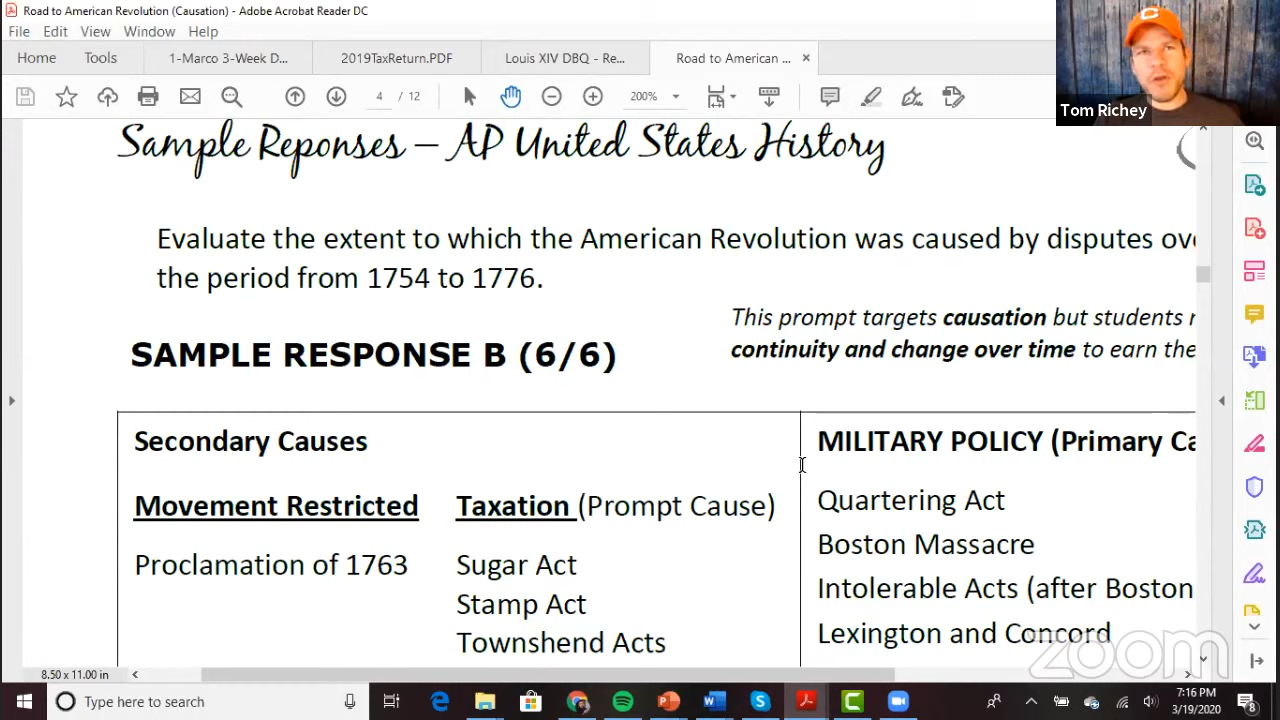 Road to American Revolution (Causation) - Adobe Acrobat Reader DC
File Edit View Window Help
Home Tools 1-Marco 3-Week D... 2019TaxReturn.PDF Louis XIV DBQ - Re... Road to American ... ×
4 / 12 200%
Tom Richey
Sample Reponses – AP United States History
Evaluate the extent to which the American Revolution was caused by disputes ov
the period from 1754 to 1776.
This prompt targets causation but students
continuity and change over time to earn the
SAMPLE RESPONSE B (6/6)
Secondary Causes
MILITARY POLICY (Primary Ca
Movement Restricted Taxation (Prompt Cause)
Quartering Act
Boston Massacre
Proclamation of 1763 Sugar Act
Intolerable Acts (after Boston
Stamp Act
Lexington and Concord
Townshend Acts
zoom
8.50 x 11.00 in
Type here to search
7:16 PM
3/19/2020
8